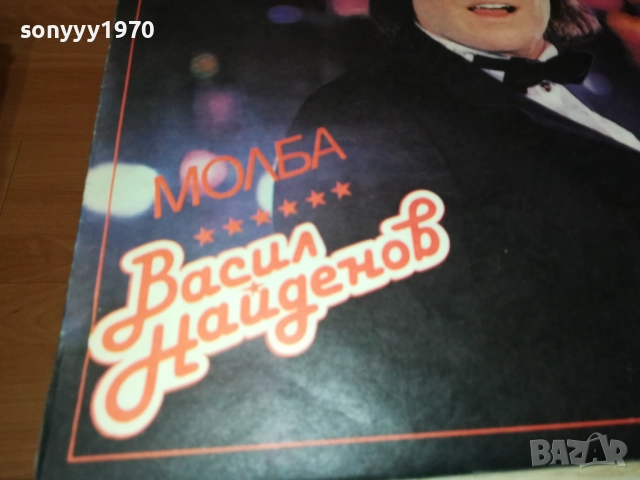 sonyyy1970
МОЛБА
Васил
Найденов
BAZAR